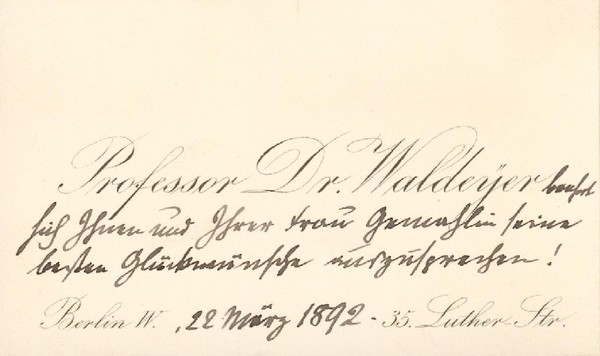 Professor Dr. Waldeyer beehrt
sich Ihnen und Ihrer Frau Gemahlin seine
besten Glückwünsche auszusprechen!
Berlin W. , 22 März 1892 - 35. Luther-Str.